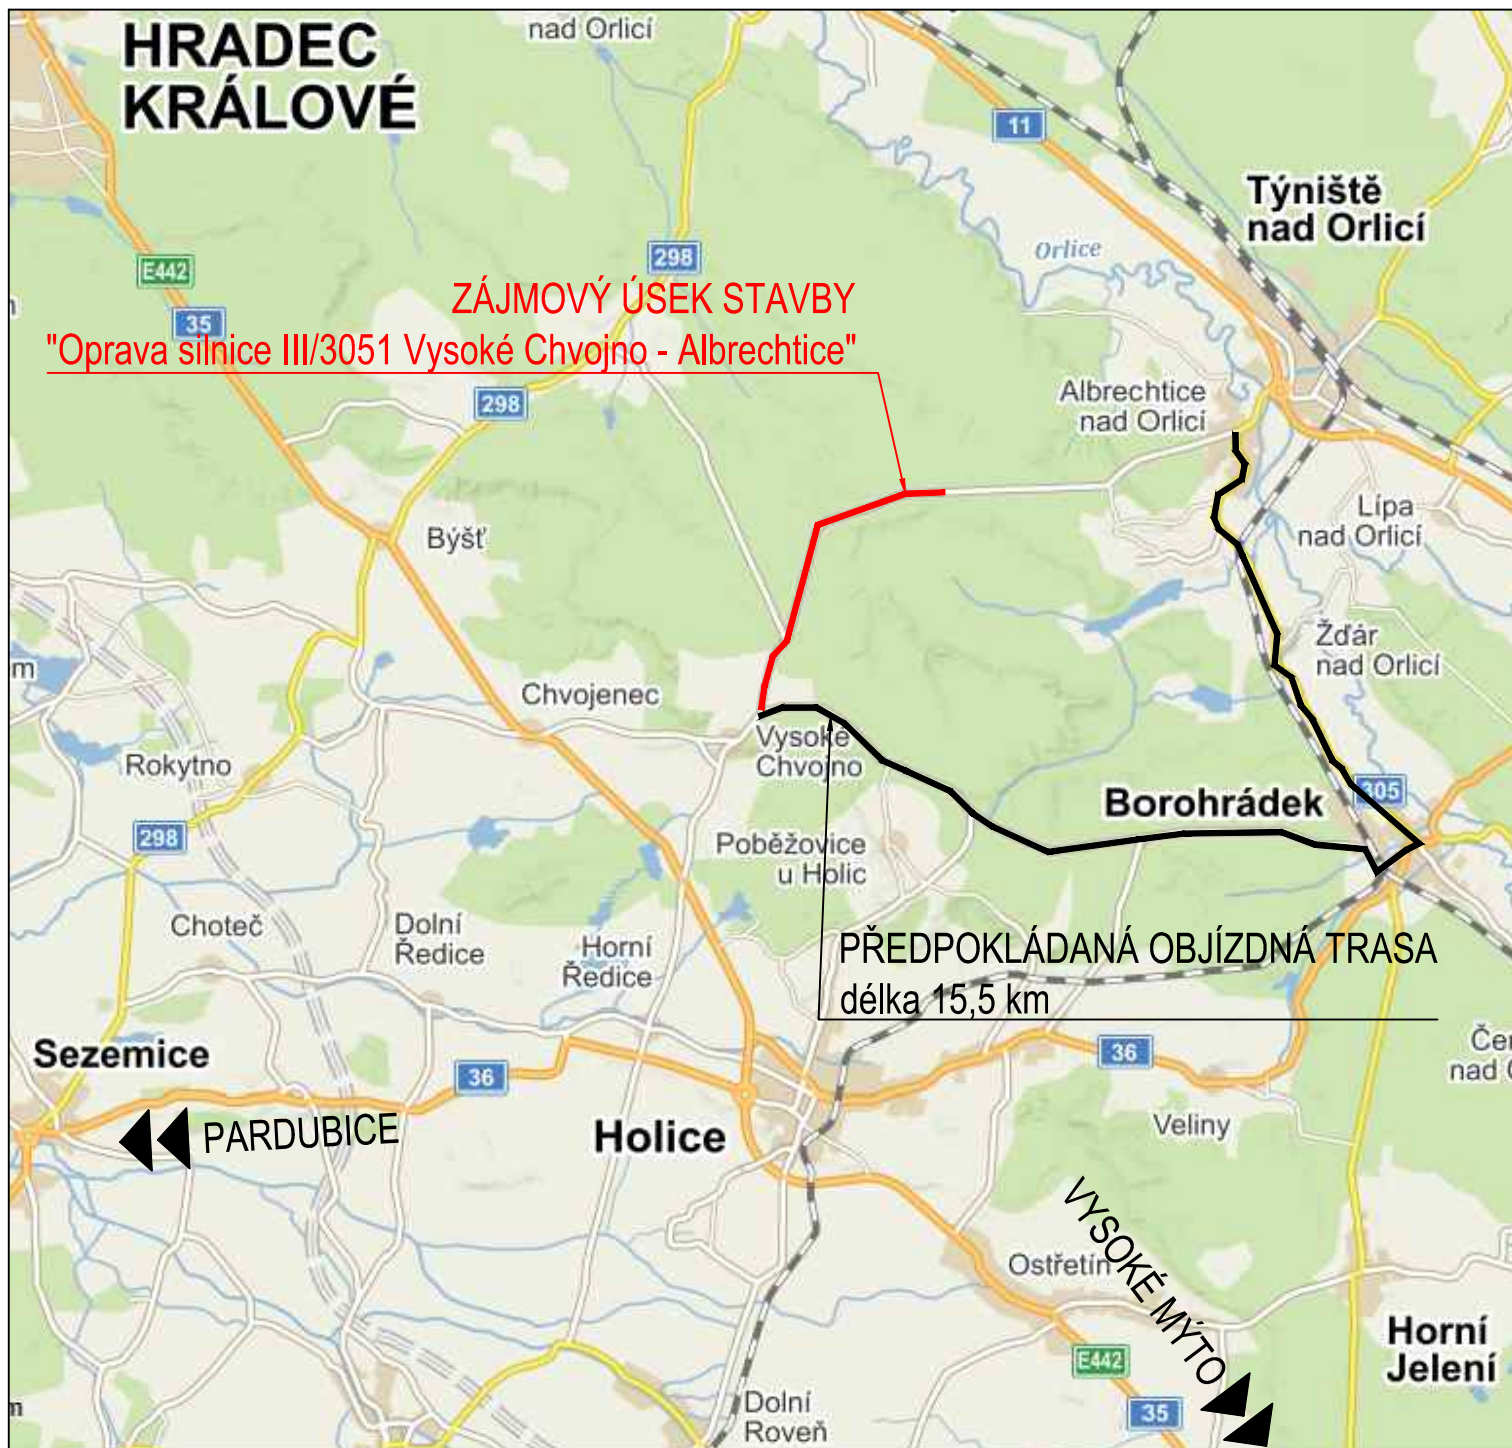 HRADEC
KRÁLOVÉ
nad Orlicí
11
Týniště
nad Orlicí
Orlice
E442
298
35
ZÁJMOVÝ ÚSEK STAVBY
"Oprava silnice III/3051 Vysoké Chvojno - Albrechtice"
298
Albrechtice
nad Orlicí
Lípa
nad Orlicí
Býšť
Žďár
nad Orlicí
Chvojenec
Vysoké
Chvojno
Rokytno
305
Borohrádek
298
Poběžovice
u Holic
Choteč
Dolní
Ředice
Horní
Ředice
PŘEDPOKLÁDANÁ OBJÍZDNÁ TRASA
délka 15,5 km
Sezemice
36
36
PARDUBICE
Holice
Veliny
VYSOKÉ MÝTO
Ostřetín
Horní
Jelení
E442
35
Dolní
Roveň